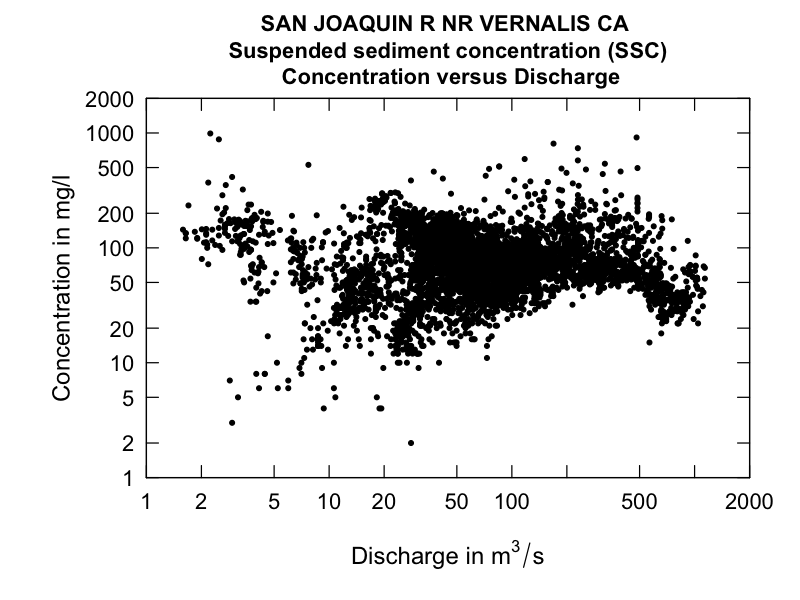 SAN JOAQUIN R NR VERNALIS CA
Suspended sediment concentration (SSC)
Concentration versus Discharge
Concentration in mg/l
2000
1000
500
200
100
50
20
10
5
2
1
1 2 5 10 20 50 100 500 2000
Discharge in m³/s